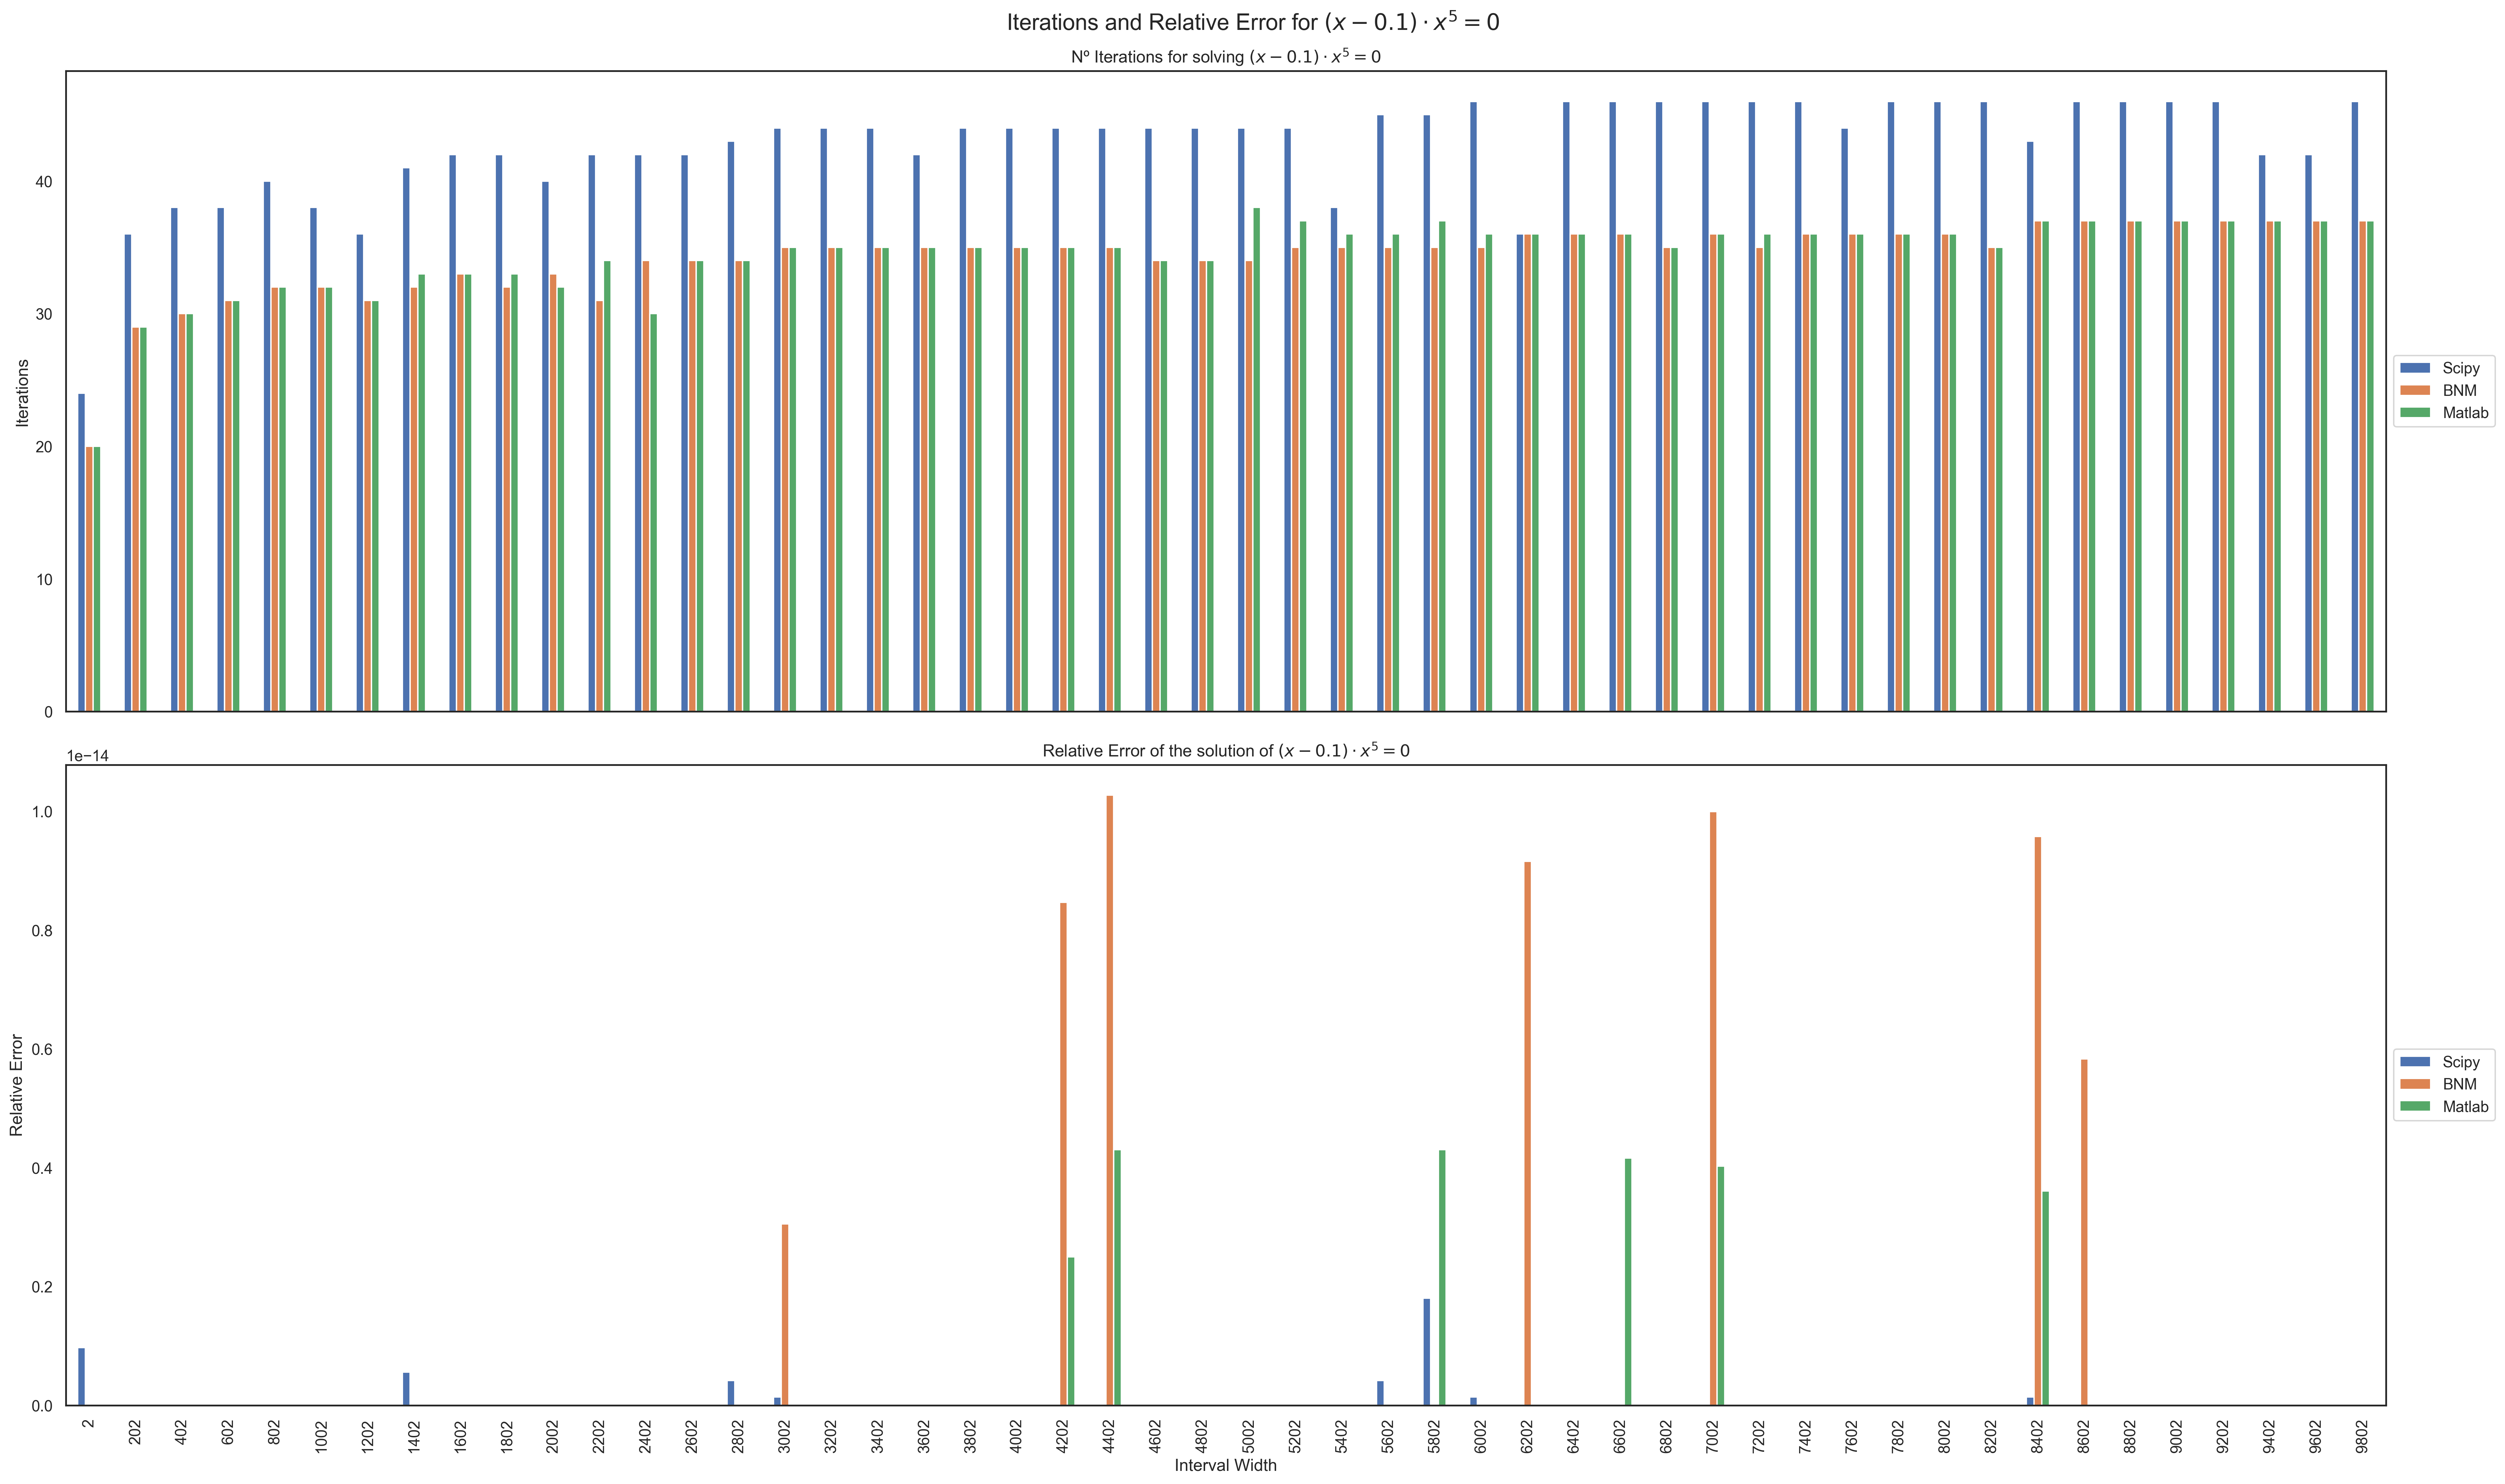 Iterations and Relative Error for (x − 0.1) · x⁵ = 0
Nº Iterations for solving (x − 0.1) · x⁵ = 0
Iterations
40
30
20
10
0
Scipy
BNM
Matlab
Relative Error of the solution of (x − 0.1) · x⁵ = 0
1e−14
Relative Error
1.0
0.8
0.6
0.4
0.2
0.0
Scipy
BNM
Matlab
2 202 402 602 802 1002 1202 1402 1602 1802 2002 2202 2402 2602 2802 3002 3202 3402 3602 3802 4002 4202 4402 4602 4802 5002 5202 5402 5602 5802 6002 6202 6402 6602 6802 7002 7202 7402 7602 7802 8002 8202 8402 8602 8802 9002 9202 9402 9602 9802
Interval Width